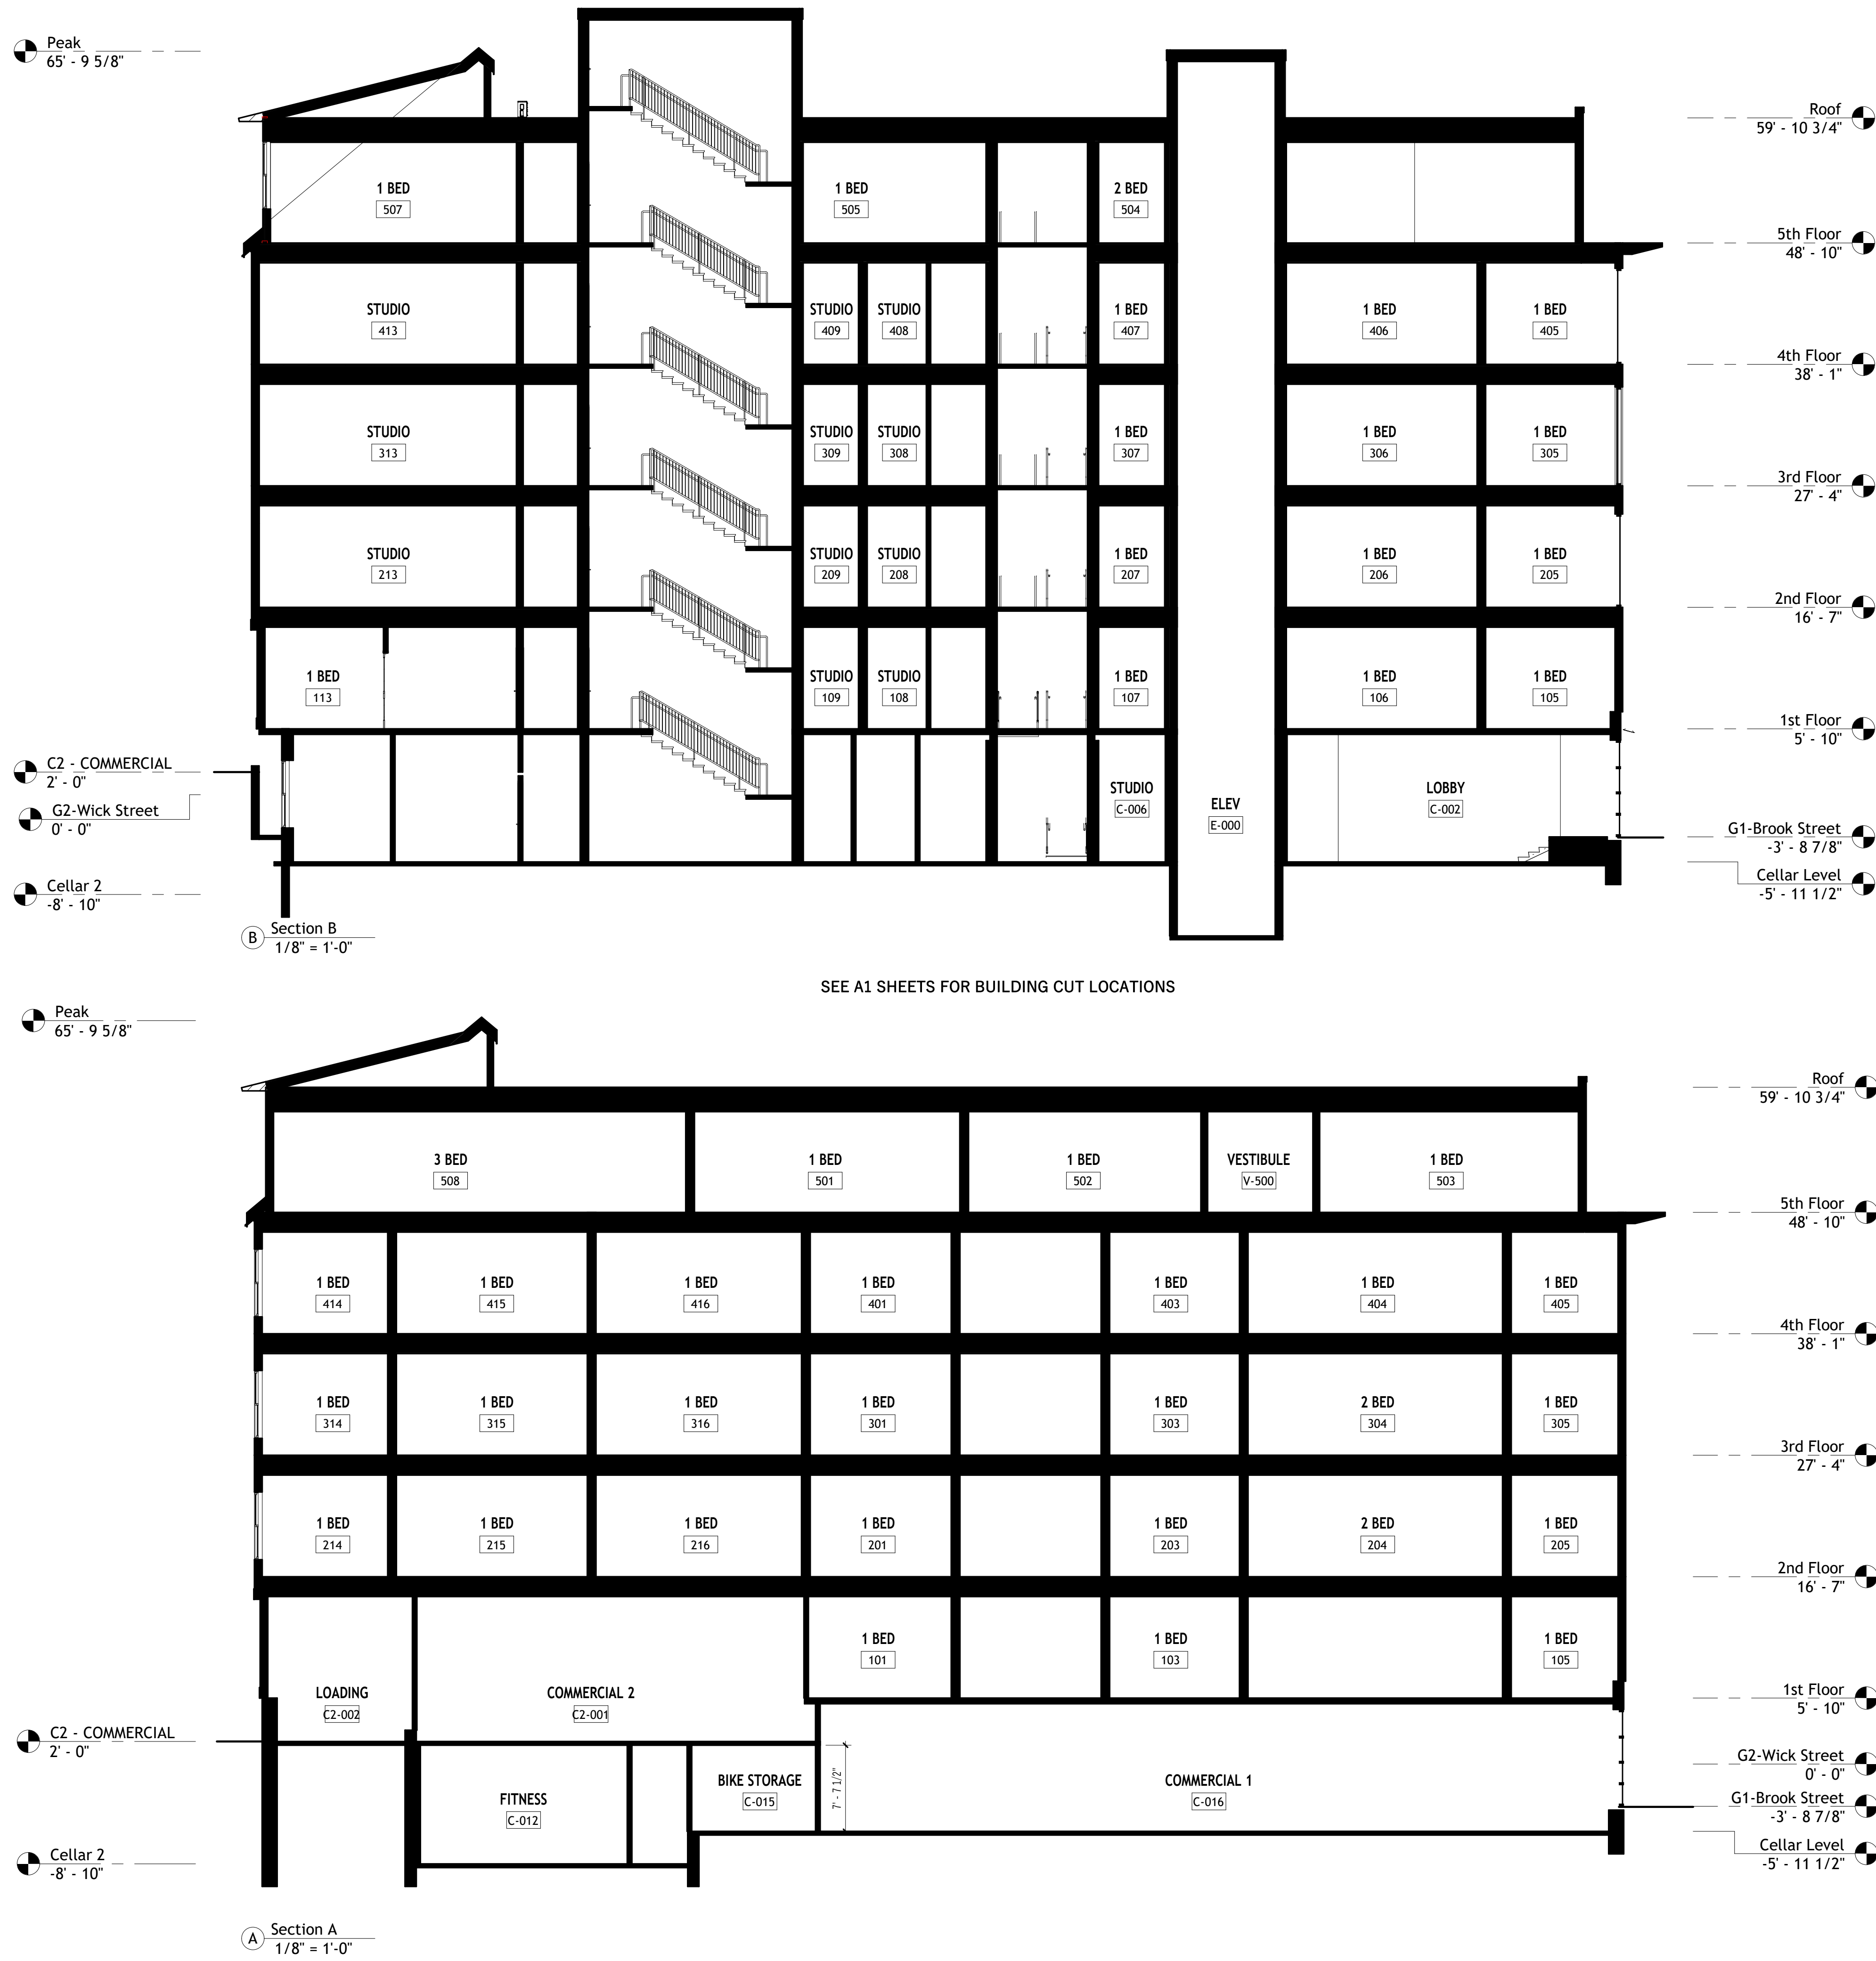 Peak
65' - 9 5/8"
Roof
59' - 10 3/4"
1 BED
507
1 BED
505
2 BED
504
5th Floor
48' - 10"
STUDIO
413
STUDIO
409
STUDIO
408
1 BED
407
1 BED
406
1 BED
405
4th Floor
38' - 1"
STUDIO
313
STUDIO
309
STUDIO
308
1 BED
307
1 BED
306
1 BED
305
3rd Floor
27' - 4"
STUDIO
213
STUDIO
209
STUDIO
208
1 BED
207
1 BED
206
1 BED
205
2nd Floor
16' - 7"
1 BED
113
STUDIO
109
STUDIO
108
1 BED
107
1 BED
106
1 BED
105
1st Floor
5' - 10"
C2 - COMMERCIAL
2' - 0"
G2-Wick Street
0' - 0"
STUDIO
C-006
ELEV
E-000
LOBBY
C-002
G1-Brook Street
-3' - 8 7/8"
Cellar 2
-8' - 10"
Cellar Level
-5' - 11 1/2"
B
Section B
1/8" = 1'-0"
SEE A1 SHEETS FOR BUILDING CUT LOCATIONS
Peak
65' - 9 5/8"
Roof
59' - 10 3/4"
3 BED
508
1 BED
501
1 BED
502
VESTIBULE
V-500
1 BED
503
5th Floor
48' - 10"
1 BED
414
1 BED
415
1 BED
416
1 BED
401
1 BED
403
1 BED
404
1 BED
405
4th Floor
38' - 1"
1 BED
314
1 BED
315
1 BED
316
1 BED
301
1 BED
303
2 BED
304
1 BED
305
3rd Floor
27' - 4"
1 BED
214
1 BED
215
1 BED
216
1 BED
201
1 BED
203
2 BED
204
1 BED
205
2nd Floor
16' - 7"
1 BED
101
1 BED
103
1 BED
105
LOADING
C2-002
COMMERCIAL 2
C2-001
1st Floor
5' - 10"
C2 - COMMERCIAL
2' - 0"
G2-Wick Street
0' - 0"
FITNESS
C-012
BIKE STORAGE
C-015
7' - 7 1/2"
COMMERCIAL 1
C-016
G1-Brook Street
-3' - 8 7/8"
Cellar 2
-8' - 10"
Cellar Level
-5' - 11 1/2"
A
Section A
1/8" = 1'-0"